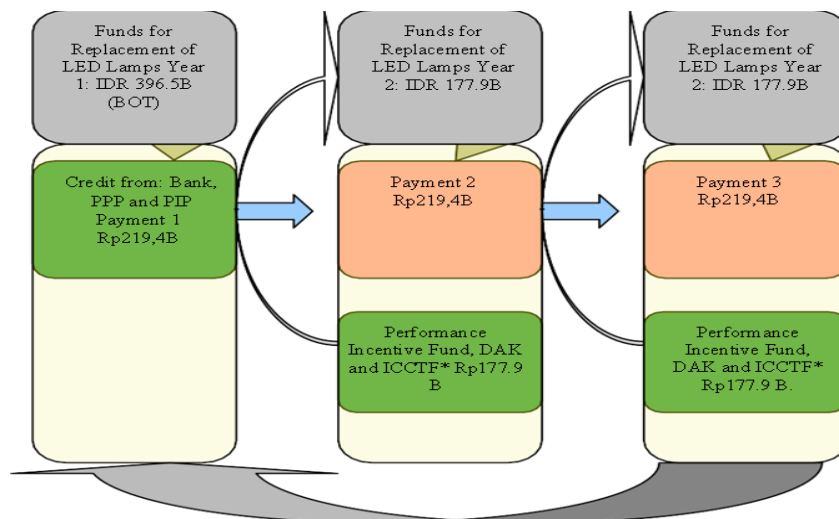 Funds for
Replacement of
LED Lamps Year
1: IDR 396.5B
(BOT)
Funds for
Replacement of
LED Lamps Year
2: IDR 177.9B
Funds for
Replacement of
LED Lamps Year
2: IDR 177.9B
Credit from: Bank,
PPP and PIP
Payment 1
Rp219,4B
Payment 2
Rp219,4B
Payment 3
Rp219,4B
Performance
Incentive Fund, DAK
and ICCTF* Rp177.9
B
Performance
Incentive Fund,
DAK and ICCTF*
Rp177.9 B.